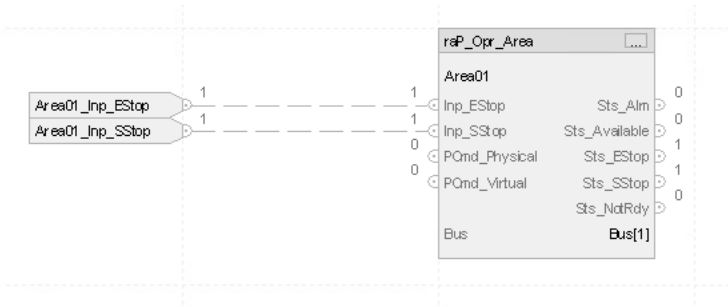 raP_Opr_Area ...
Area01
1 1 0
Area01_Inp_EStop Inp_EStop Sts_Alm
1 1 0
Area01_Inp_SStop Inp_SStop Sts_Available
0 1
PCmd_Physical Sts_EStop
0 1
PCmd_Virtual Sts_SStop
0
Sts_NotRdy
Bus Bus[1]